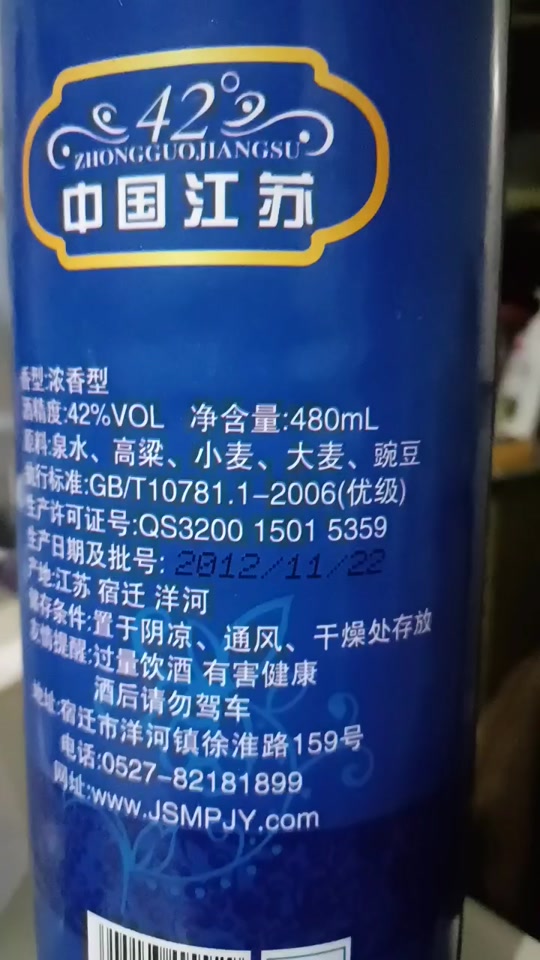 42°
ZHONGGUOJIANGSU
中国江苏
香型:浓香型
酒精度:42%VOL 净含量:480mL
原料:泉水、高粱、小麦、大麦、豌豆
执行标准:GB/T10781.1-2006(优级)
生产许可证号:QS3200 1501 5359
生产日期及批号: 2012/11/22
产地:江苏 宿迁 洋河
储存条件:置于阴凉、通风、干燥处存放
友情提醒:过量饮酒 有害健康
酒后请勿驾车
地址:宿迁市洋河镇徐淮路159号
电话:0527-82181899
网址:www.JSMPJY.com